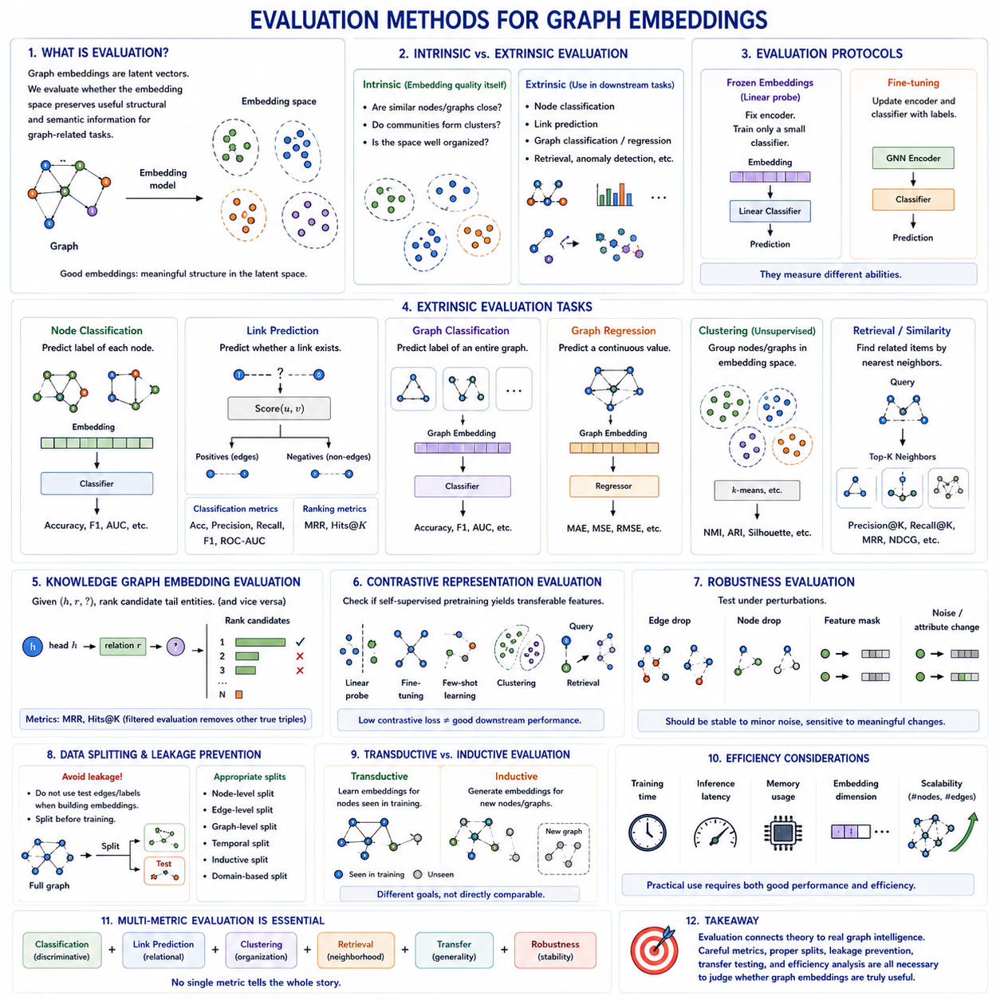 EVALUATION METHODS FOR GRAPH EMBEDDINGS
1. WHAT IS EVALUATION?
Graph embeddings are latent vectors.
We evaluate whether the embedding
space preserves useful structural
and semantic information for
graph-related tasks.
Embedding space
Embedding
model
Graph
Good embeddings: meaningful structure in the latent space.
2. INTRINSIC vs. EXTRINSIC EVALUATION
Intrinsic (Embedding quality itself)
• Are similar nodes/graphs close?
• Do communities form clusters?
• Is the space well organized?
Extrinsic (Use in downstream tasks)
• Node classification
• Link prediction
• Graph classification / regression
• Retrieval, anomaly detection, etc.
...
3. EVALUATION PROTOCOLS
Frozen Embeddings
(Linear probe)
Fix encoder.
Train only a small
classifier.
Embedding
Linear Classifier
Prediction
Fine-tuning
Update encoder and
classifier with labels.
GNN Encoder
Classifier
Prediction
They measure different abilities.
4. EXTRINSIC EVALUATION TASKS
Node Classification
Predict label of each node.
Embedding
Classifier
Accuracy, F1, AUC, etc.
Link Prediction
Predict whether a link exists.
?
Score(u, v)
Positives (edges)
Negatives (non-edges)
Classification metrics
Acc, Precision, Recall,
F1, ROC-AUC
Ranking metrics
MRR, Hits@K
Graph Classification
Predict label of an entire graph.
...
Graph Embedding
Classifier
Accuracy, F1, AUC, etc.
Graph Regression
Predict a continuous value.
Graph Embedding
Regressor
MAE, MSE, RMSE, etc.
Clustering (Unsupervised)
Group nodes/graphs in
embedding space.
k-means, etc.
NMI, ARI, Silhouette, etc.
Retrieval / Similarity
Find related items by
nearest neighbors.
Query
Top-K Neighbors
Precision@K, Recall@K,
MRR, NDCG, etc.
5. KNOWLEDGE GRAPH EMBEDDING EVALUATION
Given (h, r, ?), rank candidate tail entities. (and vice versa)
h
head h
relation r
?
Rank candidates
1
2
3
...
N
Metrics: MRR, Hits@K (filtered evaluation removes other true triples)
6. CONTRASTIVE REPRESENTATION EVALUATION
Check if self-supervised pretraining yields transferable features.
Linear
probe
Fine-
tuning
Few-shot
learning
Clustering
Query
Retrieval
Low contrastive loss ≠ good downstream performance.
7. ROBUSTNESS EVALUATION
Test under perturbations.
Edge drop
Node drop
Feature mask
Noise /
attribute change
Should be stable to minor noise, sensitive to meaningful changes.
8. DATA SPLITTING & LEAKAGE PREVENTION
Avoid leakage!
• Do not use test edges/labels
when building embeddings.
• Split before training.
Split
Test
Full graph
Appropriate splits
• Node-level split
• Edge-level split
• Graph-level split
• Temporal split
• Inductive split
• Domain-based split
9. TRANSDUCTIVE vs. INDUCTIVE EVALUATION
Transductive
Learn embeddings for
nodes seen in training.
Inductive
Generate embeddings for
new nodes/graphs.
New graph
Seen in training
Unseen
Different goals, not directly comparable.
10. EFFICIENCY CONSIDERATIONS
Training
time
Inference
latency
Memory
usage
Embedding
dimension
...
Scalability
(#nodes, #edges)
Practical use requires both good performance and efficiency.
11. MULTI-METRIC EVALUATION IS ESSENTIAL
Classification
(discriminative)
+
Link Prediction
(relational)
+
Clustering
(organization)
+
Retrieval
(neighborhood)
+
Transfer
(generality)
+
Robustness
(stability)
No single metric tells the whole story.
12. TAKEAWAY
Evaluation connects theory to real graph intelligence.
Careful metrics, proper splits, leakage prevention,
transfer testing, and efficiency analysis are all necessary
to judge whether graph embeddings are truly useful.